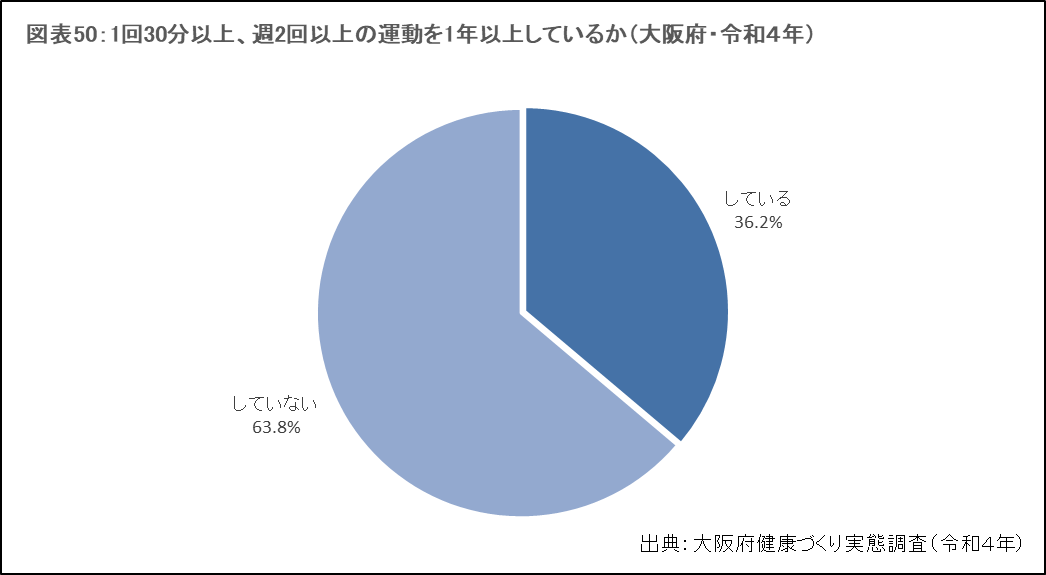 図表50：1回30分以上、週2回以上の運動を1年以上しているか（大阪府・令和４年）
している
36.2%
していない
63.8%
出典：大阪府健康づくり実態調査（令和４年）